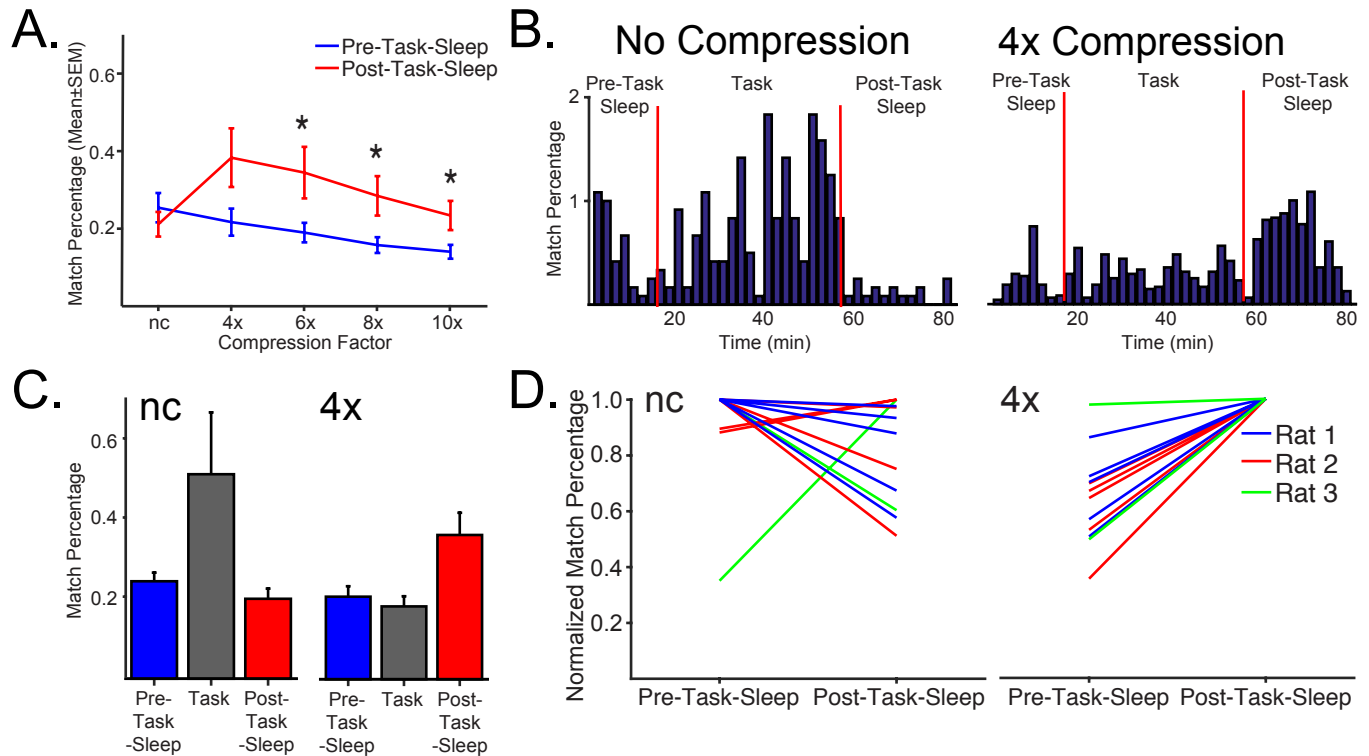 A.
Pre-Task-Sleep
Post-Task-Sleep
Match Percentage (Mean±SEM)
0.6
0.4
0.2
*
*
*
nc
4x
6x
8x
10x
Compression Factor
B.
No Compression
4x Compression
Pre-Task
Sleep
Task
Post-Task
Sleep
Pre-Task
Sleep
Task
Post-Task
Sleep
Match Percentage
2
1
20
40
60
80
Time (min)
20
40
60
80
Time (min)
C.
nc
4x
Match Percentage
0.6
0.4
0.2
Pre-
Task
-Sleep
Task
Post-
Task
-Sleep
Pre-
Task
-Sleep
Task
Post-
Task
-Sleep
D.
nc
4x
Normalized Match Percentage
1.0
0.8
0.6
0.4
0.2
Rat 1
Rat 2
Rat 3
Pre-Task-Sleep
Post-Task-Sleep
Pre-Task-Sleep
Post-Task-Sleep